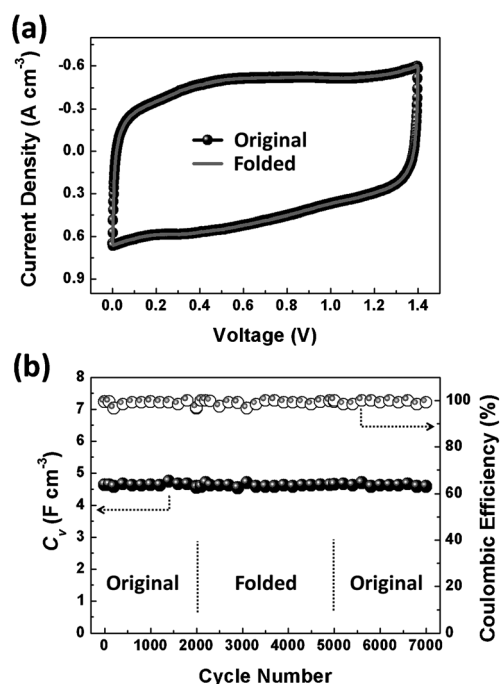 (a)
-0.6
-0.3
0.0
0.3
0.6
0.9
Current Density (A cm⁻³)
Original
Folded
0.0 0.2 0.4 0.6 0.8 1.0 1.2 1.4
Voltage (V)
(b)
8
7
6
5
4
3
2
1
0
Cᵥ (F cm⁻³)
100
80
60
40
20
0
Coulombic Efficiency (%)
Original Folded Original
0 1000 2000 3000 4000 5000 6000 7000
Cycle Number